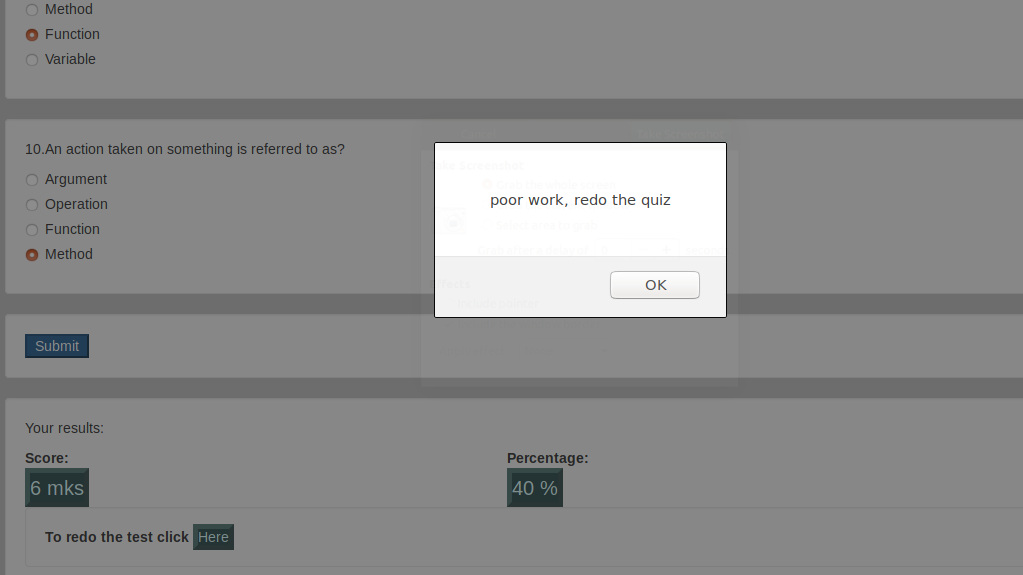 Method
Function
Variable
10.An action taken on something is referred to as?
Argument
Operation
Function
Method
poor work, redo the quiz
OK
Submit
Your results:
Score:
Percentage:
6 mks
40 %
To redo the test click Here